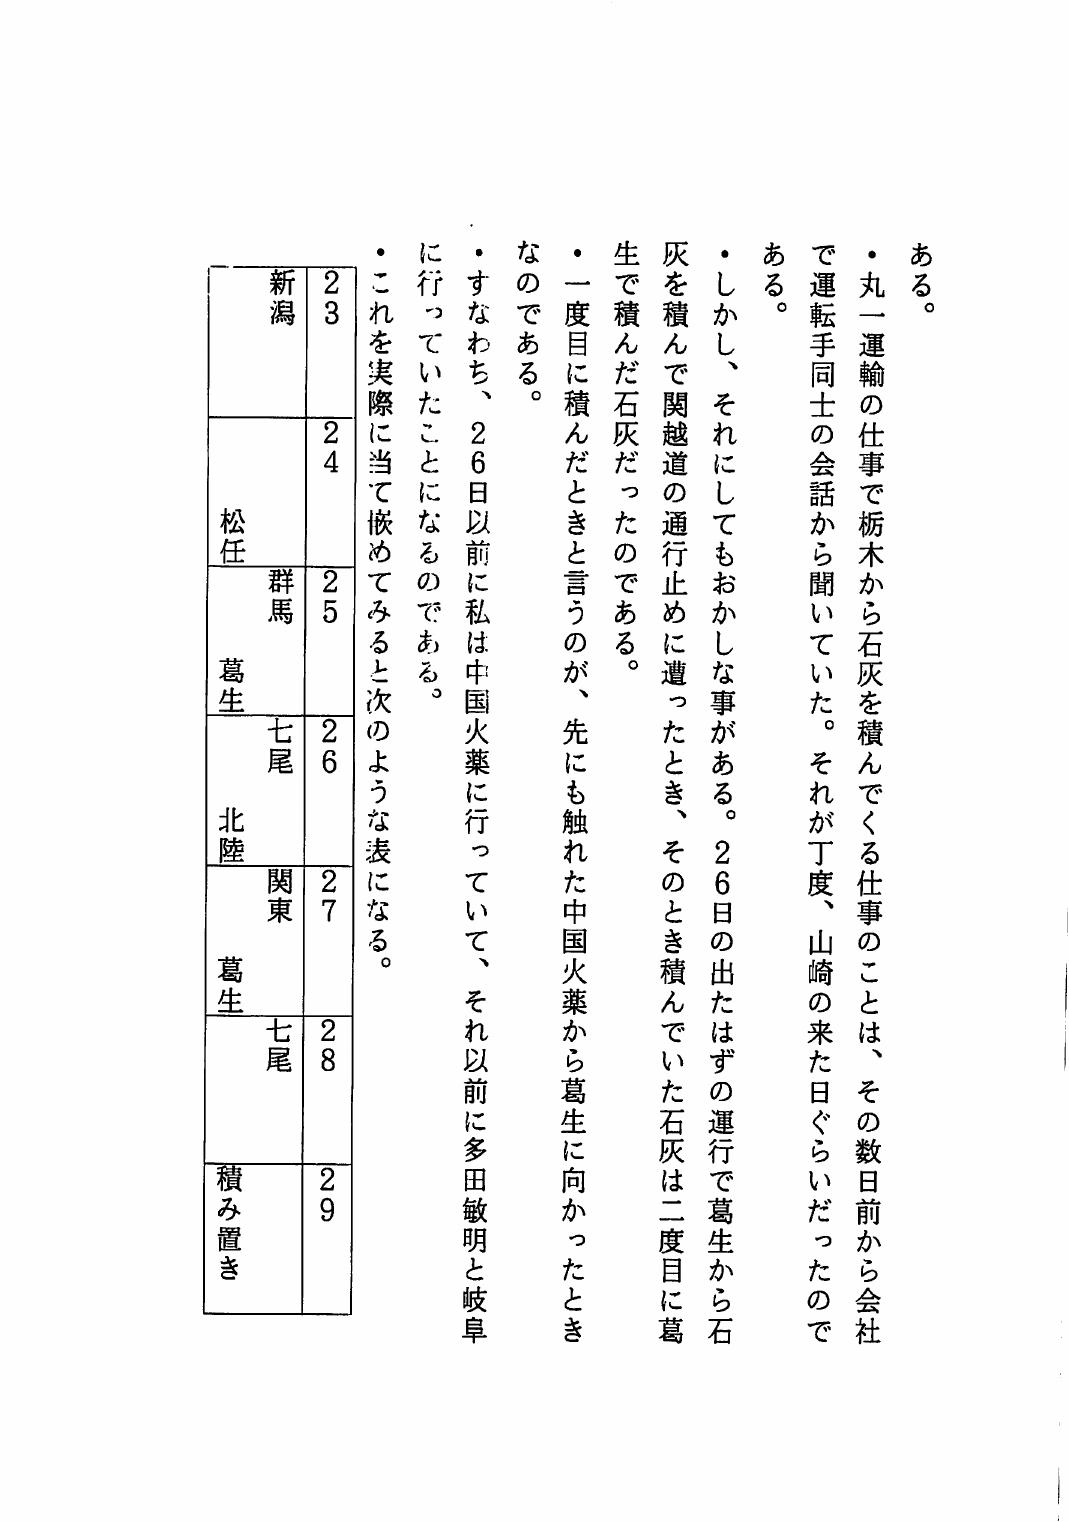 ある。
・丸一運輸の仕事で栃木から石灰を積んでくる仕事のことは、その数日前から会社
で運転手同士の会話から聞いていた。それが丁度、山崎の来た日ぐらいだったので
ある。
・しかし、それにしてもおかしな事がある。26日の出たはずの運行で葛生から石
灰を積んで関越道の通行止めに遭ったとき、そのとき積んでいた石灰は二度目に葛
生で積んだ石灰だったのである。
・一度目に積んだときと言うのが、先にも触れた中国火薬から葛生に向かったとき
なのである。
・すなわち、26日以前に私は中国火薬に行っていて、それ以前に多田敏明と岐阜
に行っていたことになるのである。
・これを実際に当て嵌めてみると次のような表になる。
23
24
25
26
27
28
29
新潟
群馬
七尾
関東
七尾
松任
葛生
北陸
葛生
積み置き